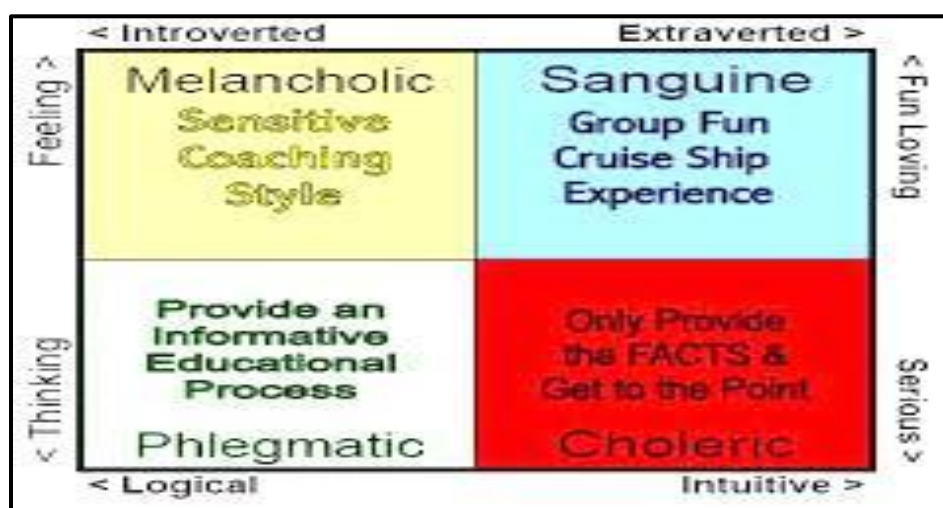 < Introverted Extraverted >
Feeling >
Melancholic
Sensitive
Coaching
Style
Sanguine
Group Fun
Cruise Ship
Experience
< Fun Loving
< Thinking
Provide an
Informative
Educational
Process
Phlegmatic
Only Provide
the FACTS &
Get to the Point
Choleric
Serious >
< Logical Intuitive >